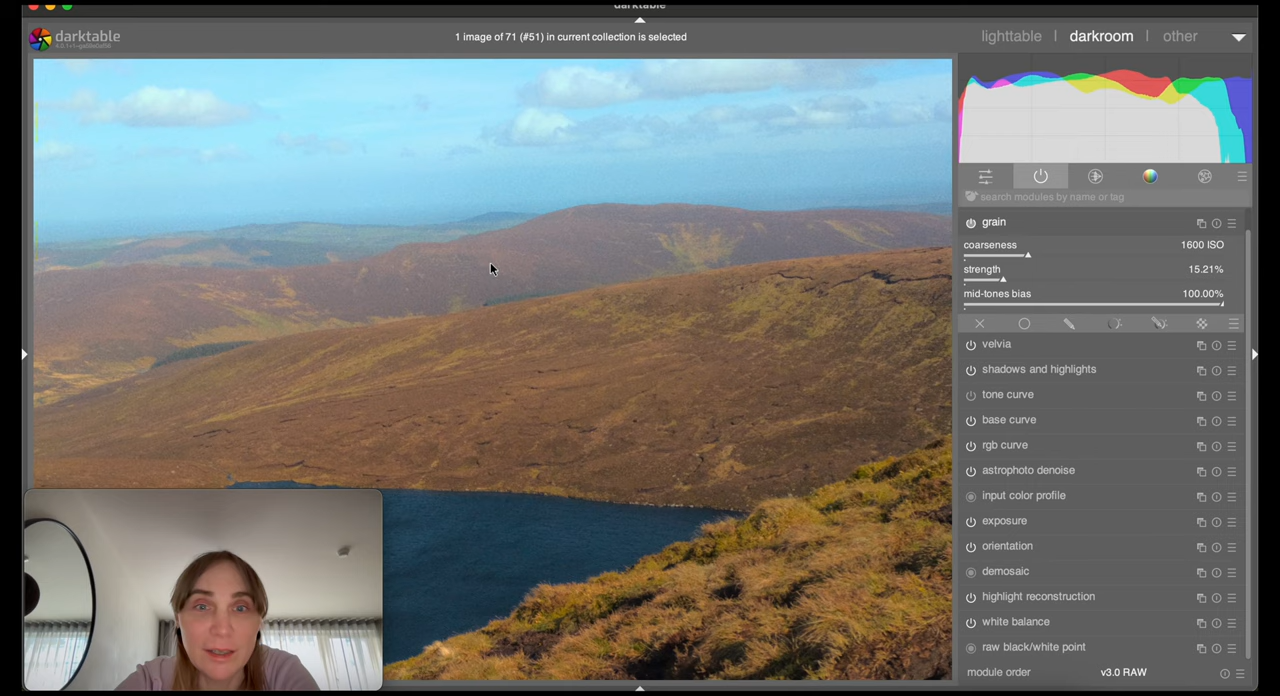 darktable
darktable
1 image of 71 (#51) in current collection is selected
lighttable | darkroom | other
search modules by name or tag
grain
coarseness 1600 ISO
strength 15.21%
mid-tones bias 100.00%
velvia
shadows and highlights
tone curve
base curve
rgb curve
astrophoto denoise
input color profile
exposure
orientation
demosaic
highlight reconstruction
white balance
raw black/white point
module order v3.0 RAW